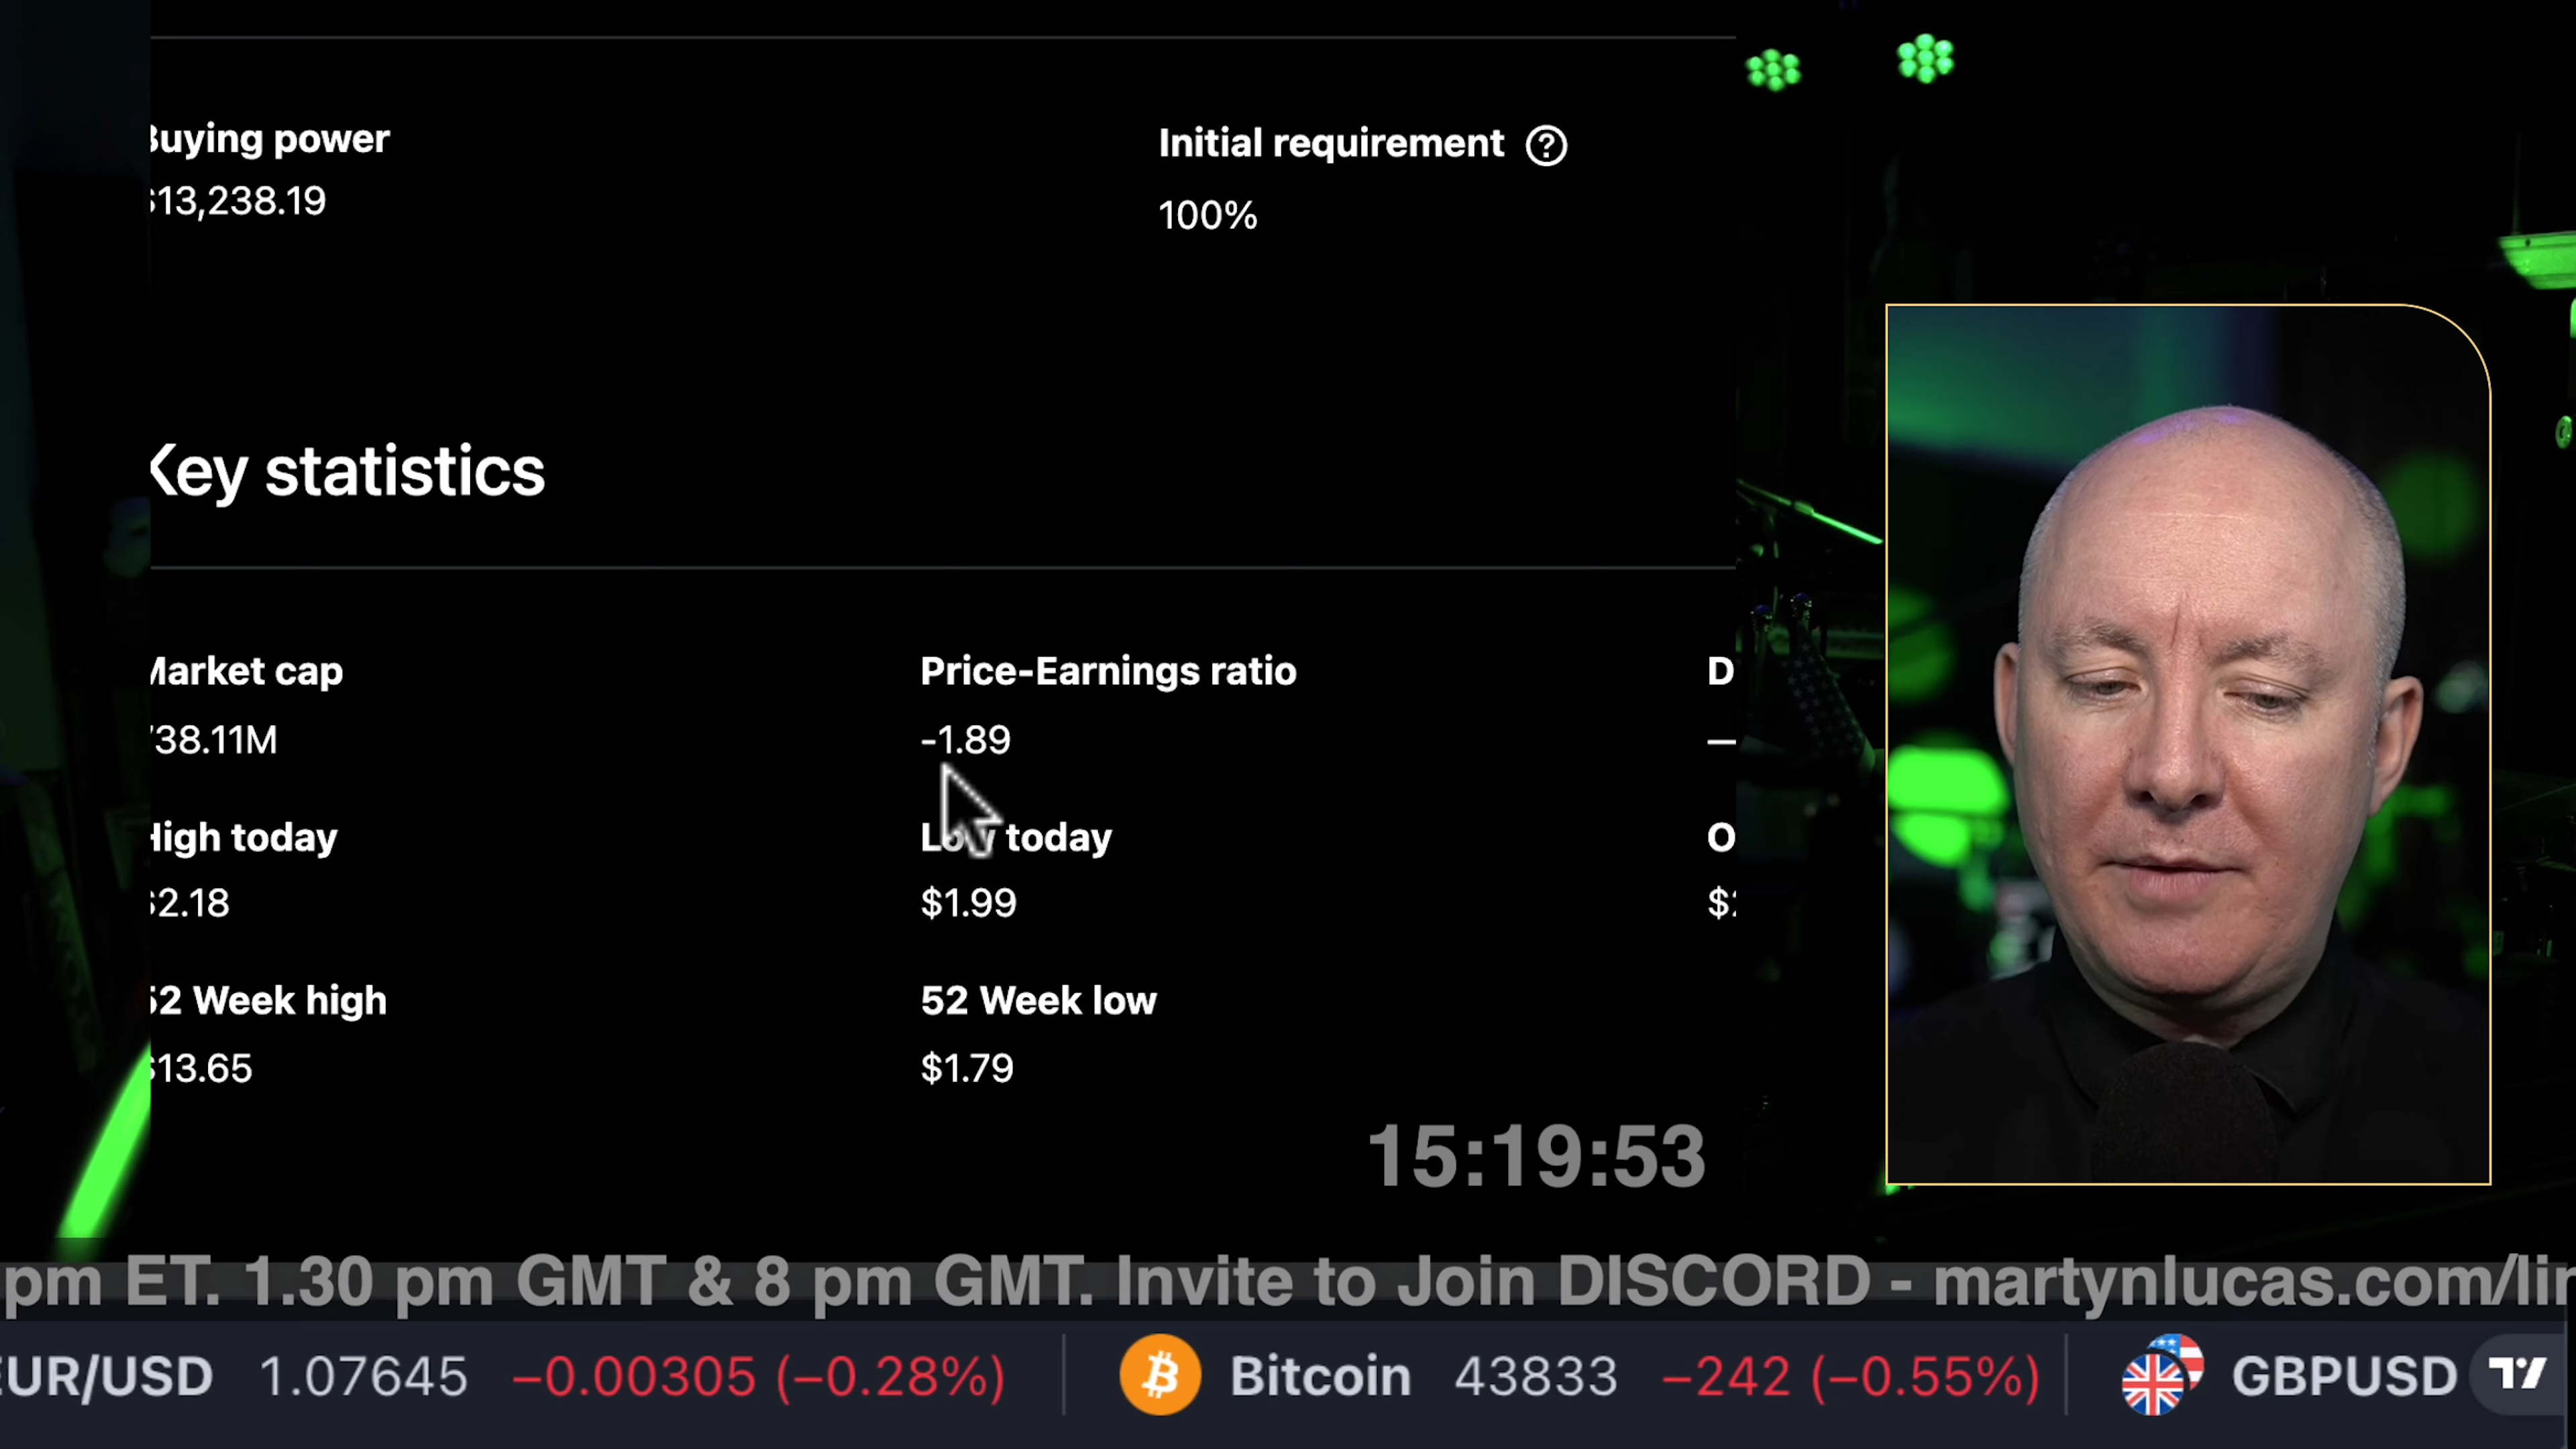 Buying power
Initial requirement ?
$13,238.19
100%
Key statistics
Market cap
Price-Earnings ratio
D
38.11M
-1.89
—
High today
Low today
O
$2.18
$1.99
$
52 Week high
52 Week low
$13.65
$1.79
15:19:53
pm ET. 1.30 pm GMT & 8 pm GMT. Invite to Join DISCORD - martynlucas.com/lin
EUR/USD 1.07645 −0.00305 (−0.28%) Bitcoin 43833 −242 (−0.55%) GBPUSD